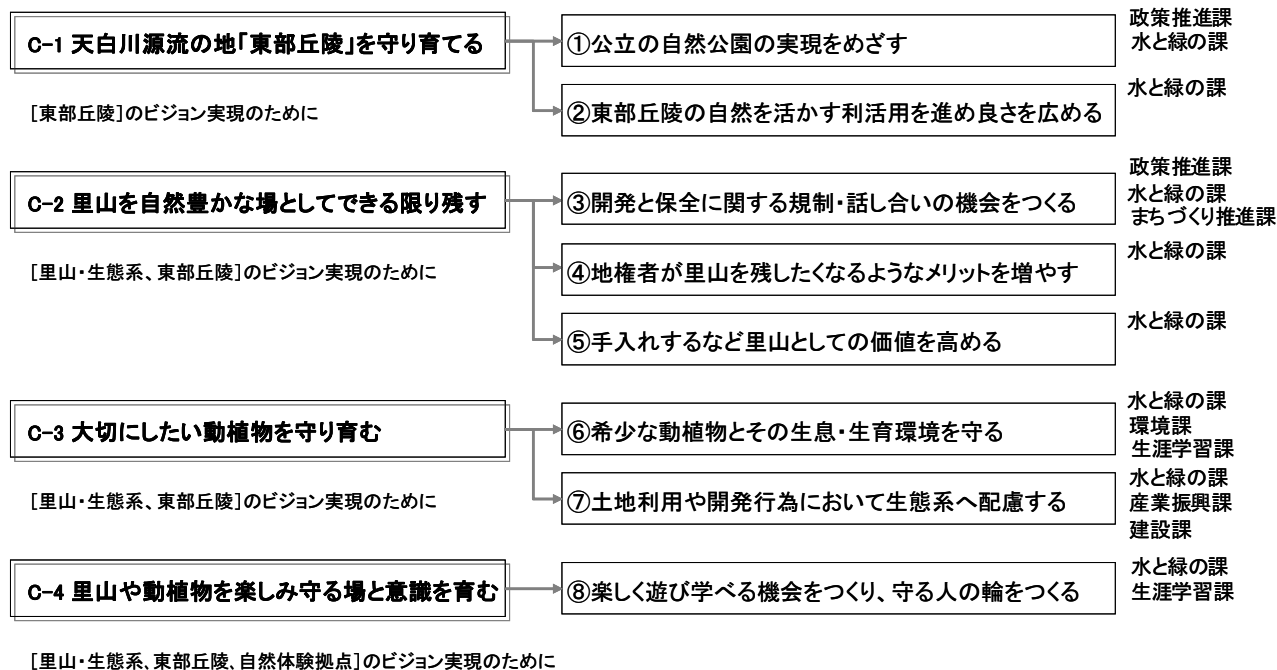 C-1 天白川源流の地「東部丘陵」を守り育てる
[東部丘陵]のビジョン実現のために
①公立の自然公園の実現をめざす
政策推進課
水と緑の課
②東部丘陵の自然を活かす利活用を進め良さを広める
水と緑の課
C-2 里山を自然豊かな場としてできる限り残す
[里山・生態系、東部丘陵]のビジョン実現のために
③開発と保全に関する規制・話し合いの機会をつくる
政策推進課
水と緑の課
まちづくり推進課
④地権者が里山を残したくなるようなメリットを増やす
水と緑の課
⑤手入れするなど里山としての価値を高める
水と緑の課
C-3 大切にしたい動植物を守り育む
[里山・生態系、東部丘陵]のビジョン実現のために
⑥希少な動植物とその生息・生育環境を守る
水と緑の課
環境課
生涯学習課
⑦土地利用や開発行為において生態系へ配慮する
水と緑の課
産業振興課
建設課
C-4 里山や動植物を楽しみ守る場と意識を育む
[里山・生態系、東部丘陵、自然体験拠点]のビジョン実現のために
⑧楽しく遊び学べる機会をつくり、守る人の輪をつくる
水と緑の課
生涯学習課